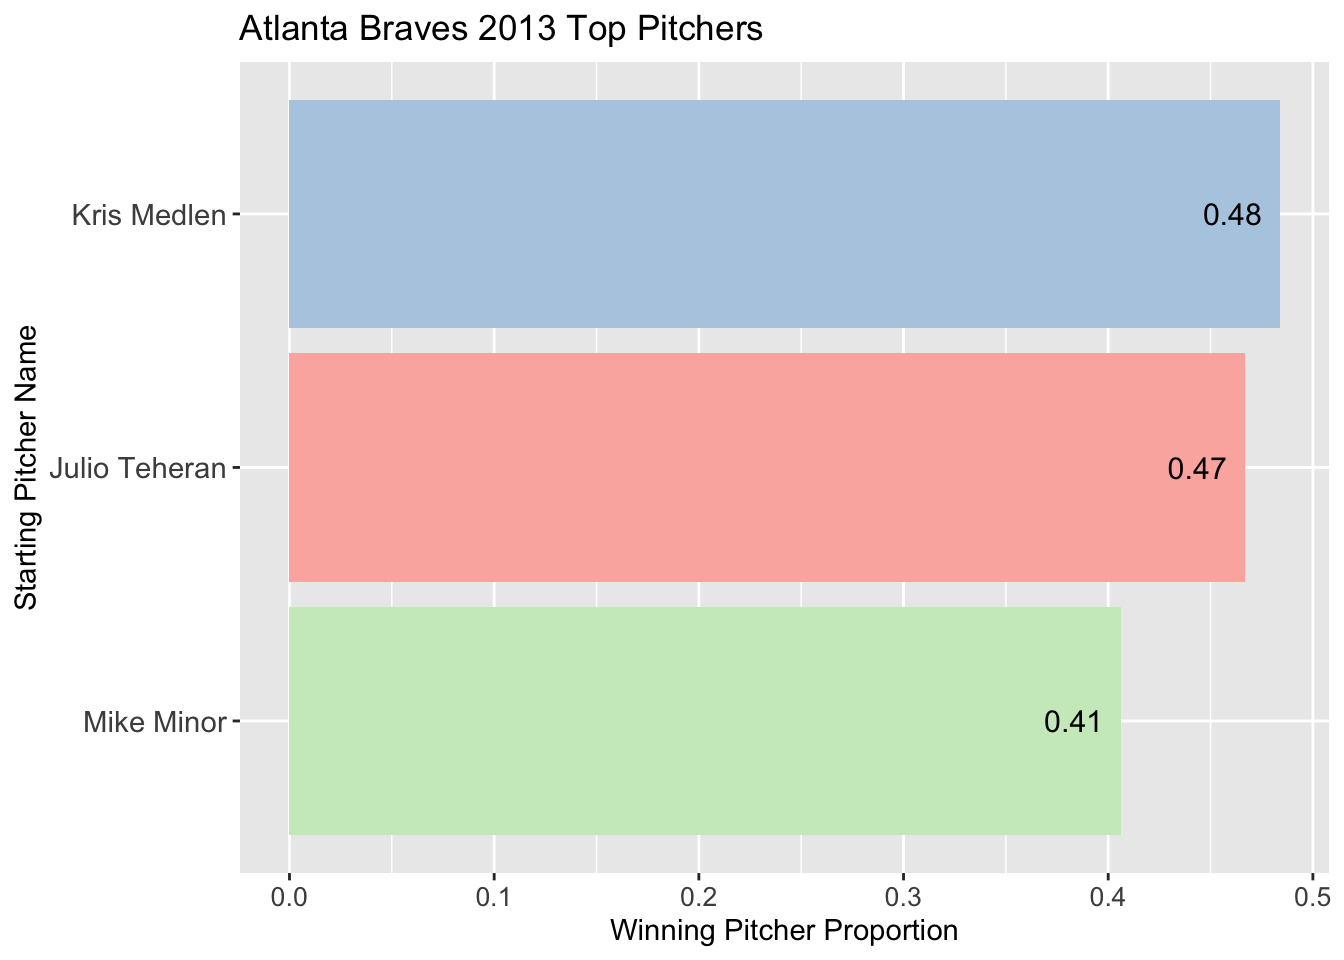 Atlanta Braves 2013 Top Pitchers
Starting Pitcher Name
Kris Medlen
0.48
Julio Teheran
0.47
Mike Minor
0.41
0.0 0.1 0.2 0.3 0.4 0.5
Winning Pitcher Proportion